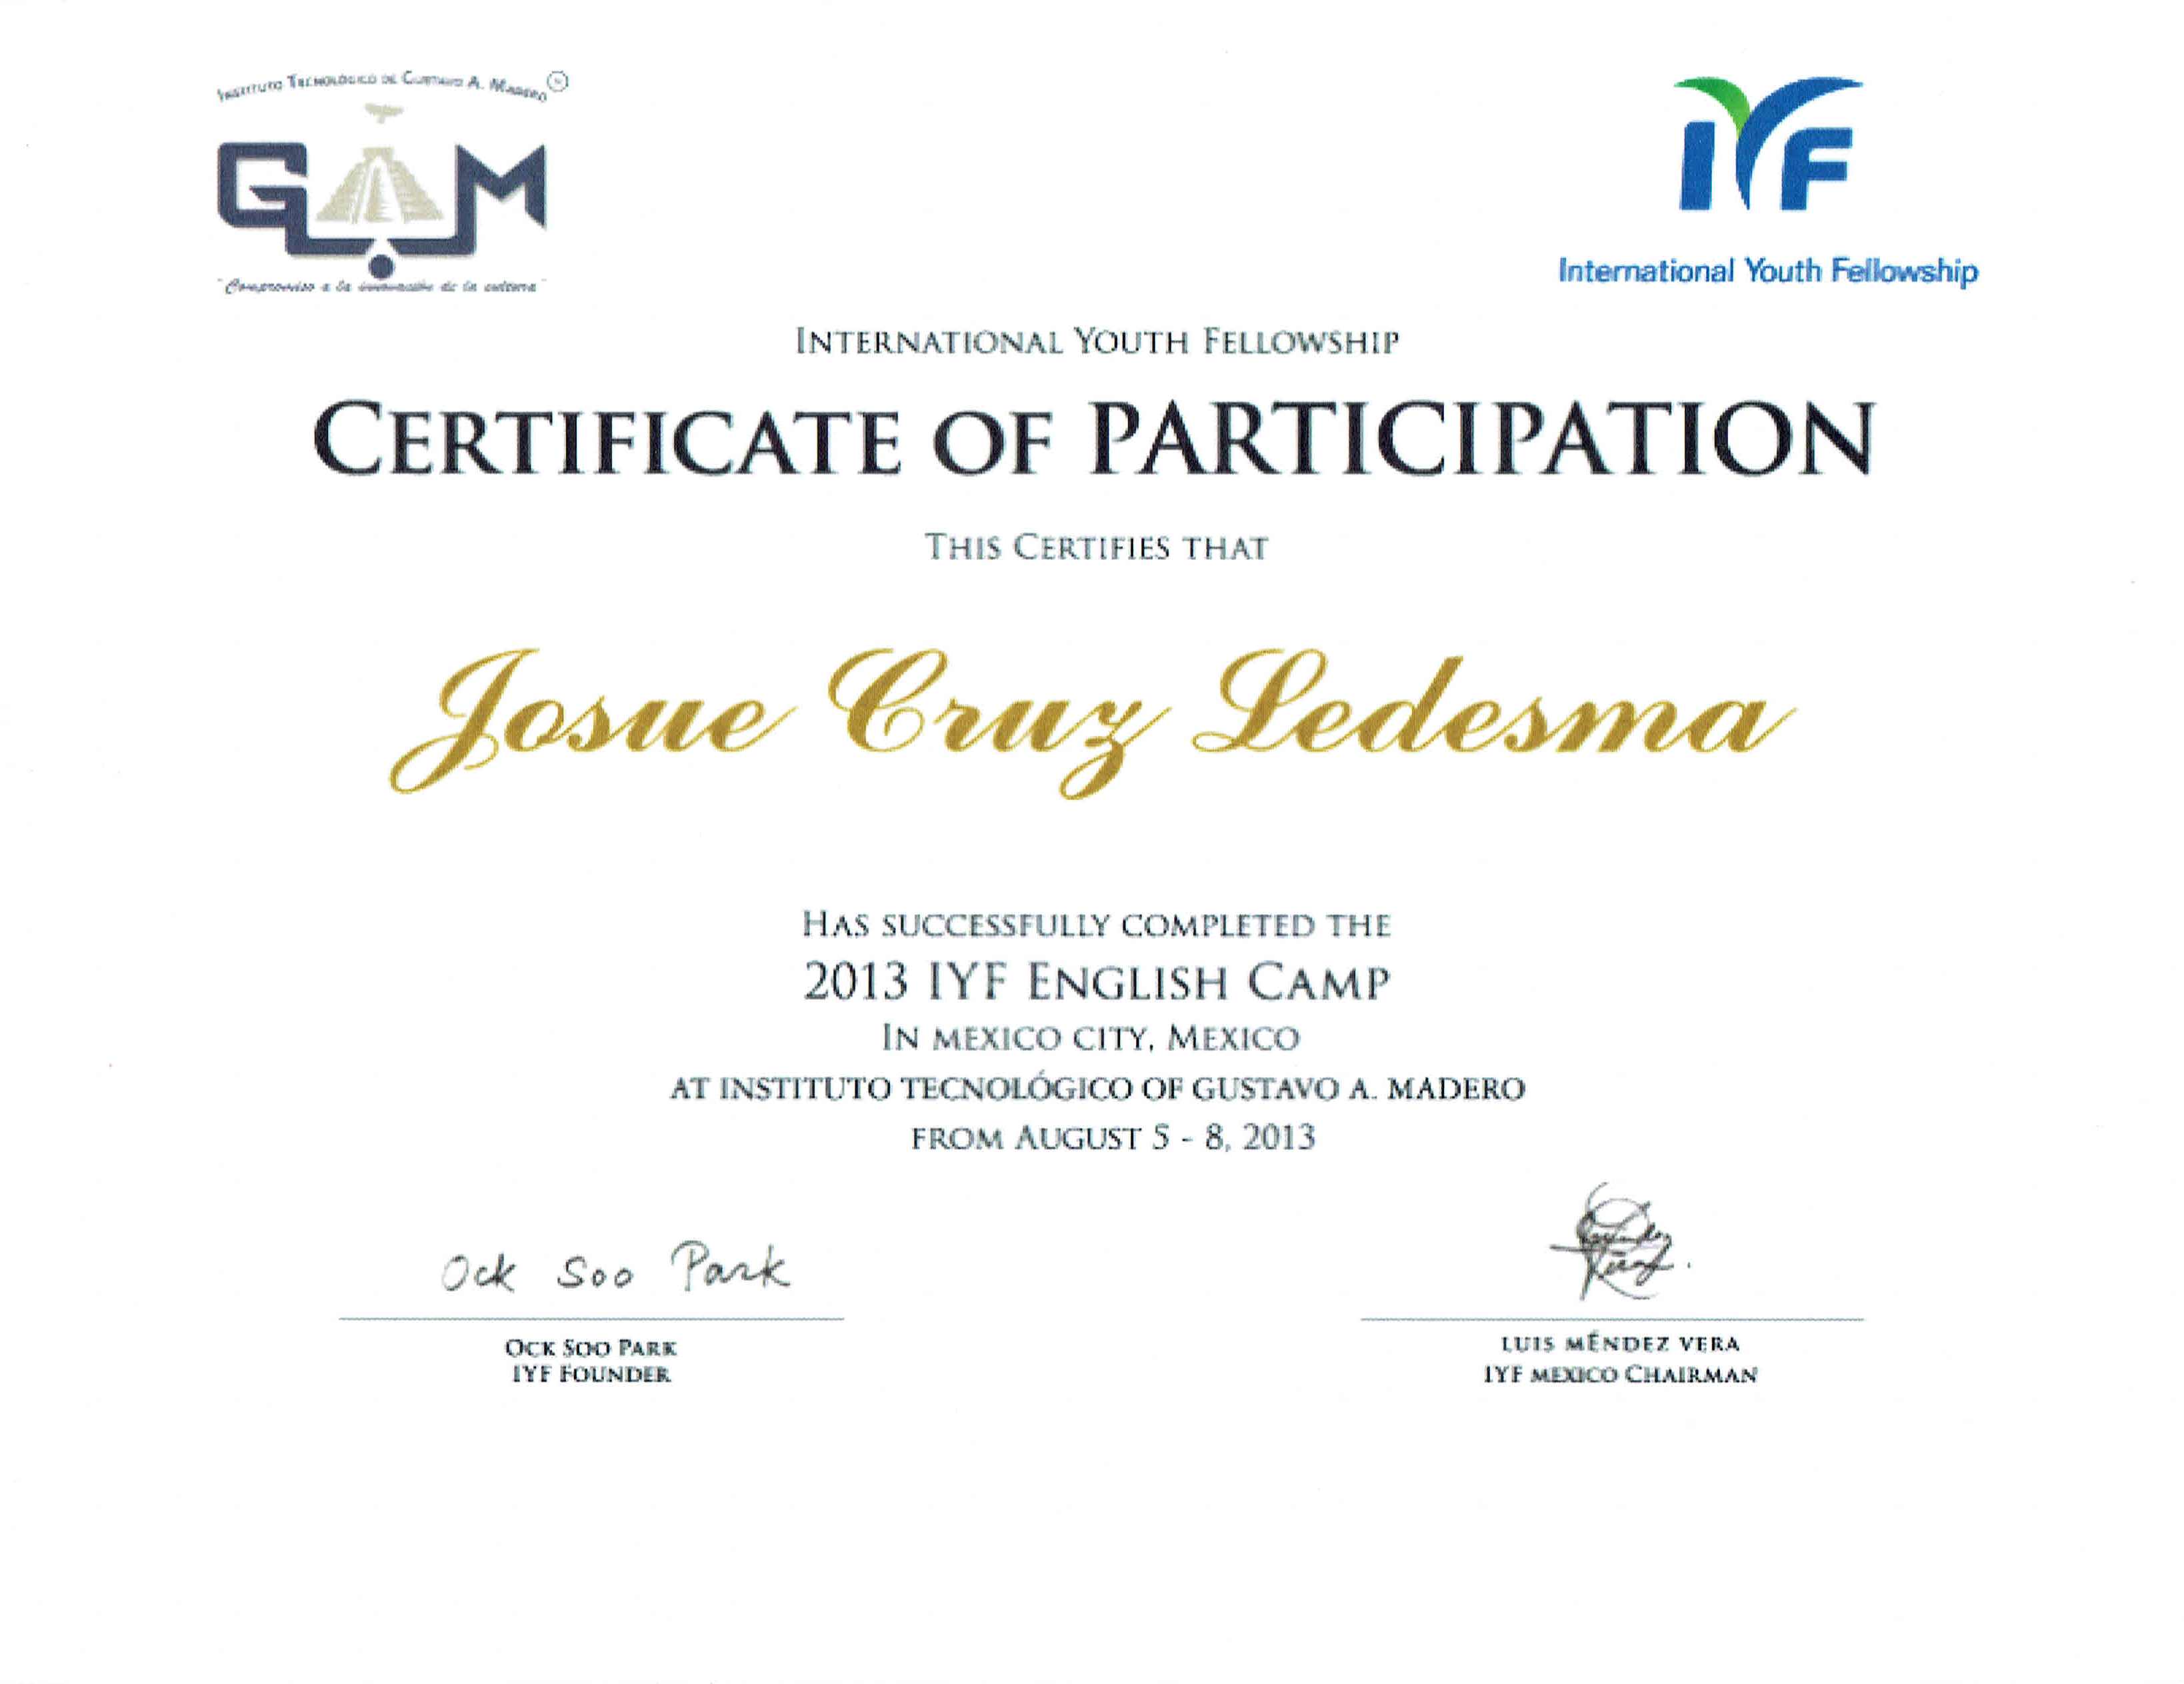 INSTITUTO TECNOLÓGICO DE GUSTAVO A. MADERO
GAM
"Compromiso a la innovación de la cultura"
IYF
International Youth Fellowship
INTERNATIONAL YOUTH FELLOWSHIP
CERTIFICATE OF PARTICIPATION
THIS CERTIFIES THAT
Josue Cruz Ledesma
HAS SUCCESSFULLY COMPLETED THE
2013 IYF ENGLISH CAMP
IN MEXICO CITY, MEXICO
AT INSTITUTO TECNOLÓGICO OF GUSTAVO A. MADERO
FROM AUGUST 5 - 8, 2013
Ock Soo Park
OCK SOO PARK
IYF FOUNDER
LUIS MÉNDEZ VERA
IYF MEXICO CHAIRMAN